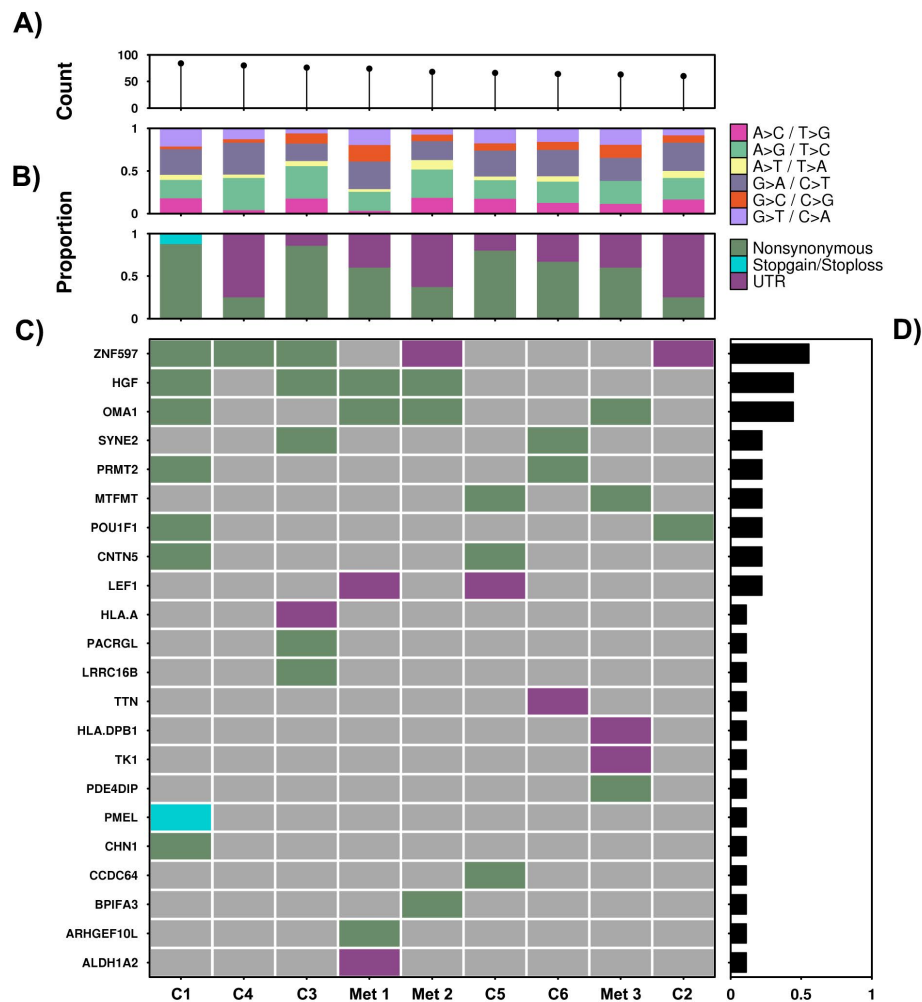 A)
Count
100
50
0
B)
Proportion
1
0.5
0
A>C / T>G
A>G / T>C
A>T / T>A
G>A / C>T
G>C / C>G
G>T / C>A
1
0.5
0
Nonsynonymous
Stopgain/Stoploss
UTR
C)
D)
ZNF597
HGF
OMA1
SYNE2
PRMT2
MTFMT
POU1F1
CNTN5
LEF1
HLA.A
PACRGL
LRRC16B
TTN
HLA.DPB1
TK1
PDE4DIP
PMEL
CHN1
CCDC64
BPIFA3
ARHGEF10L
ALDH1A2
C1 C4 C3 Met 1 Met 2 C5 C6 Met 3 C2
0 0.5 1